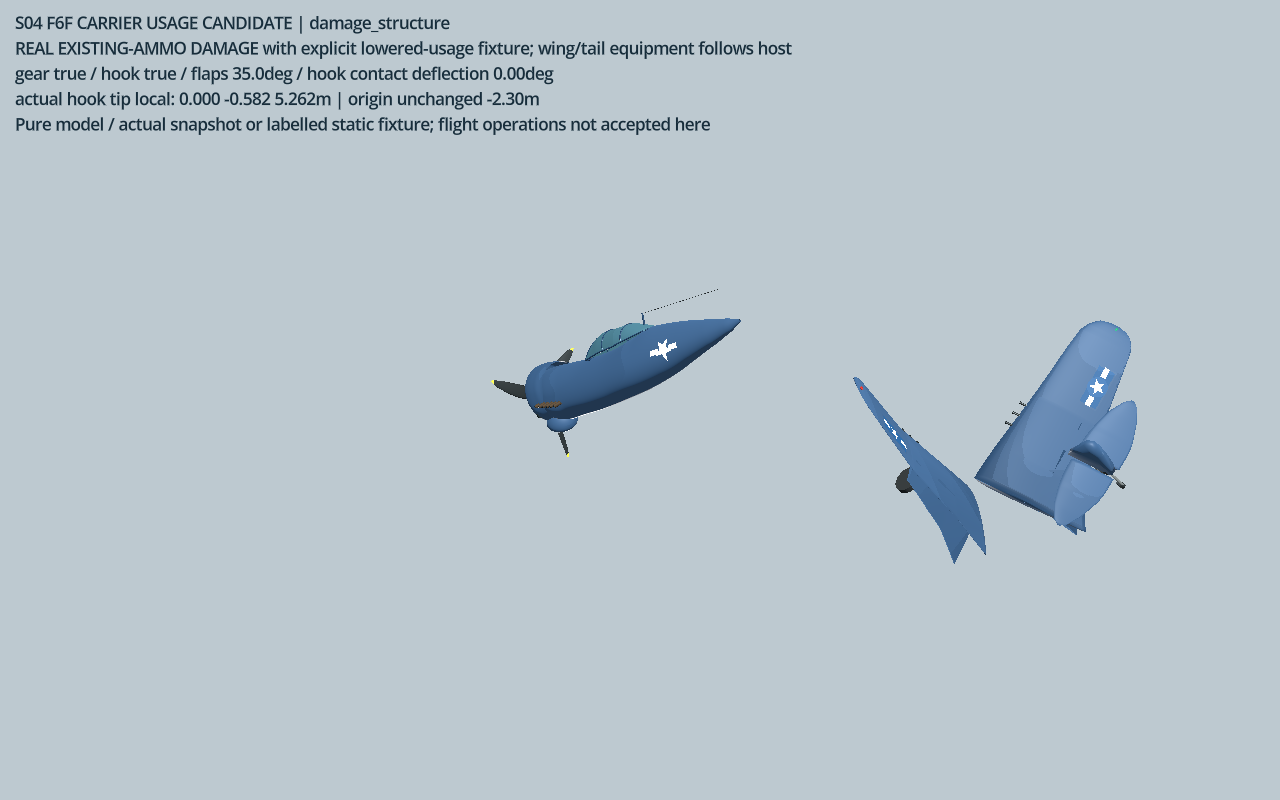 S04 F6F CARRIER USAGE CANDIDATE | damage_structure
REAL EXISTING-AMMO DAMAGE with explicit lowered-usage fixture; wing/tail equipment follows host
gear true / hook true / flaps 35.0deg / hook contact deflection 0.00deg
actual hook tip local: 0.000 -0.582 5.262m | origin unchanged -2.30m
Pure model / actual snapshot or labelled static fixture; flight operations not accepted here